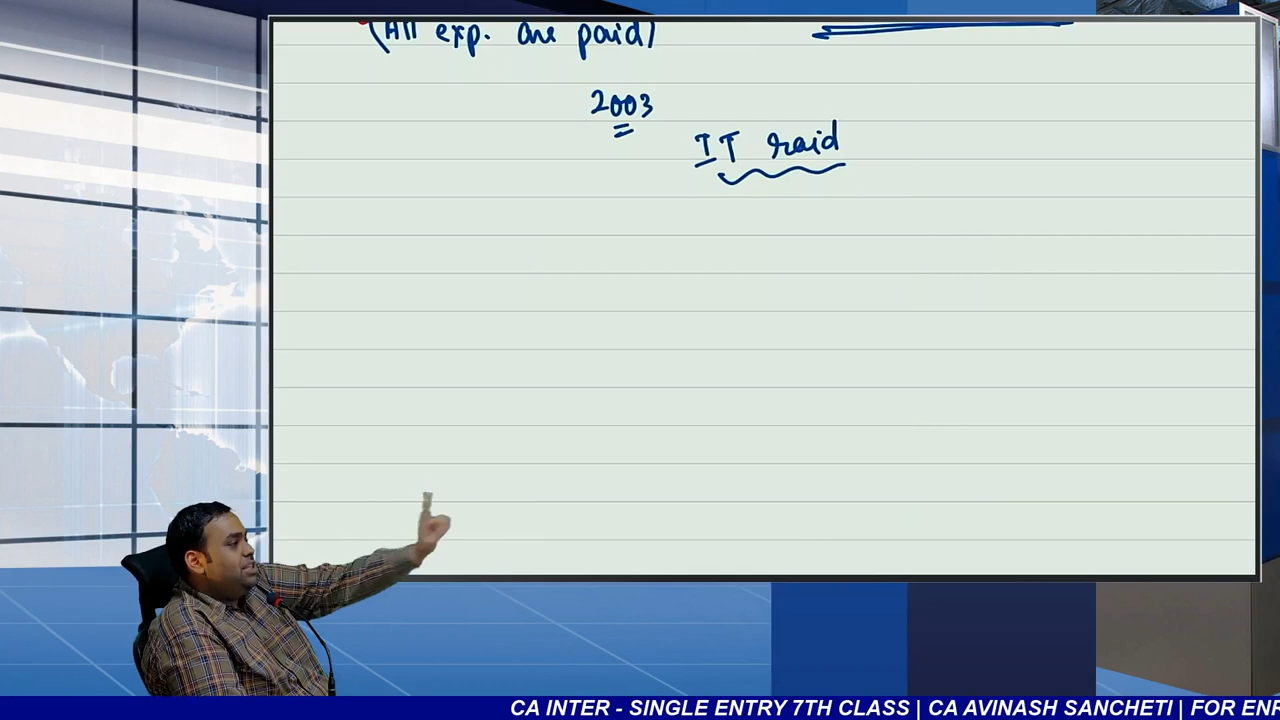 (All exp. are paid)
2003
IT raid
CA INTER - SINGLE ENTRY 7TH CLASS | CA AVINASH SANCHETI | FOR ENR